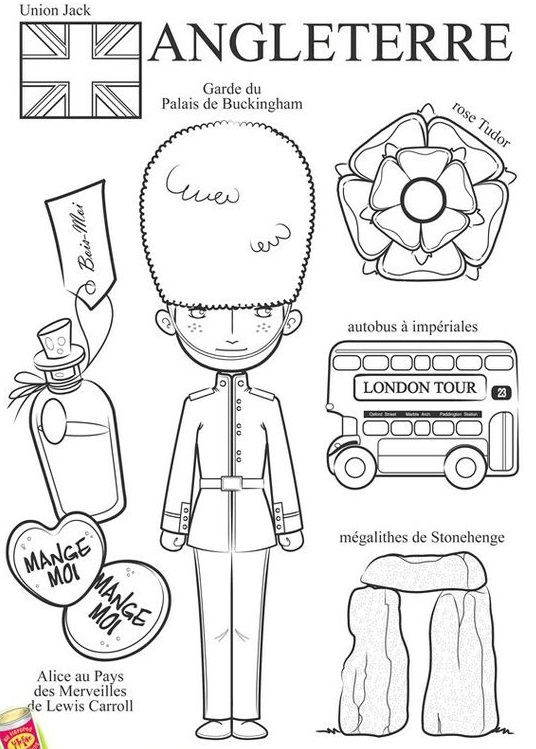 Union Jack
ANGLETERRE
Garde du
Palais de Buckingham
rose Tudor
Bois-Moi
autobus à impériales
LONDON TOUR
23
Oxford Street Marble Arch Paddington Station
MANGE
MOI
MANGE
MOI
mégalithes de Stonehenge
Alice au Pays
des Merveilles
de Lewis Carroll